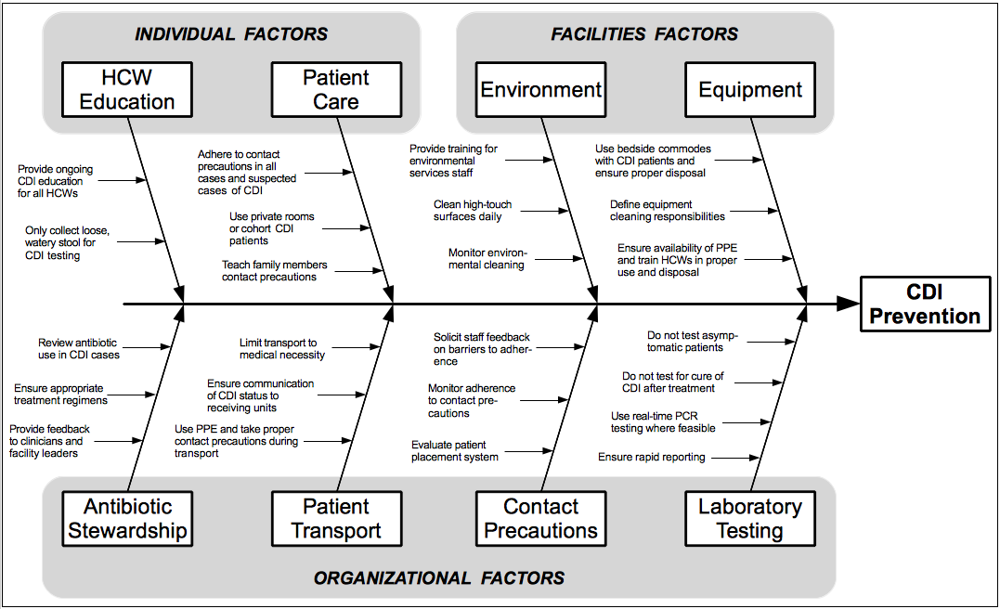 INDIVIDUAL FACTORS
FACILITIES FACTORS
HCW
Education
Patient
Care
Environment
Equipment
Provide ongoing
CDI education
for all HCWs
Only collect loose,
watery stool for
CDI testing
Adhere to contact
precautions in all
cases and suspected
cases of CDI
Use private rooms
or cohort CDI
patients
Teach family members
contact precautions
Provide training for
environmental
services staff
Clean high-touch
surfaces daily
Monitor environ-
mental cleaning
Use bedside commodes
with CDI patients and
ensure proper disposal
Define equipment
cleaning responsibilities
Ensure availability of PPE
and train HCWs in proper
use and disposal
CDI
Prevention
Review antibiotic
use in CDI cases
Ensure appropriate
treatment regimens
Provide feedback
to clinicians and
facility leaders
Limit transport to
medical necessity
Ensure communication
of CDI status to
receiving units
Use PPE and take proper
contact precautions during
transport
Solicit staff feedback
on barriers to adher-
ence
Monitor adherence
to contact pre-
cautions
Evaluate patient
placement system
Do not test asymp-
tomatic patients
Do not test for cure of
CDI after treatment
Use real-time PCR
testing where feasible
Ensure rapid reporting
Antibiotic
Stewardship
Patient
Transport
Contact
Precautions
Laboratory
Testing
ORGANIZATIONAL FACTORS